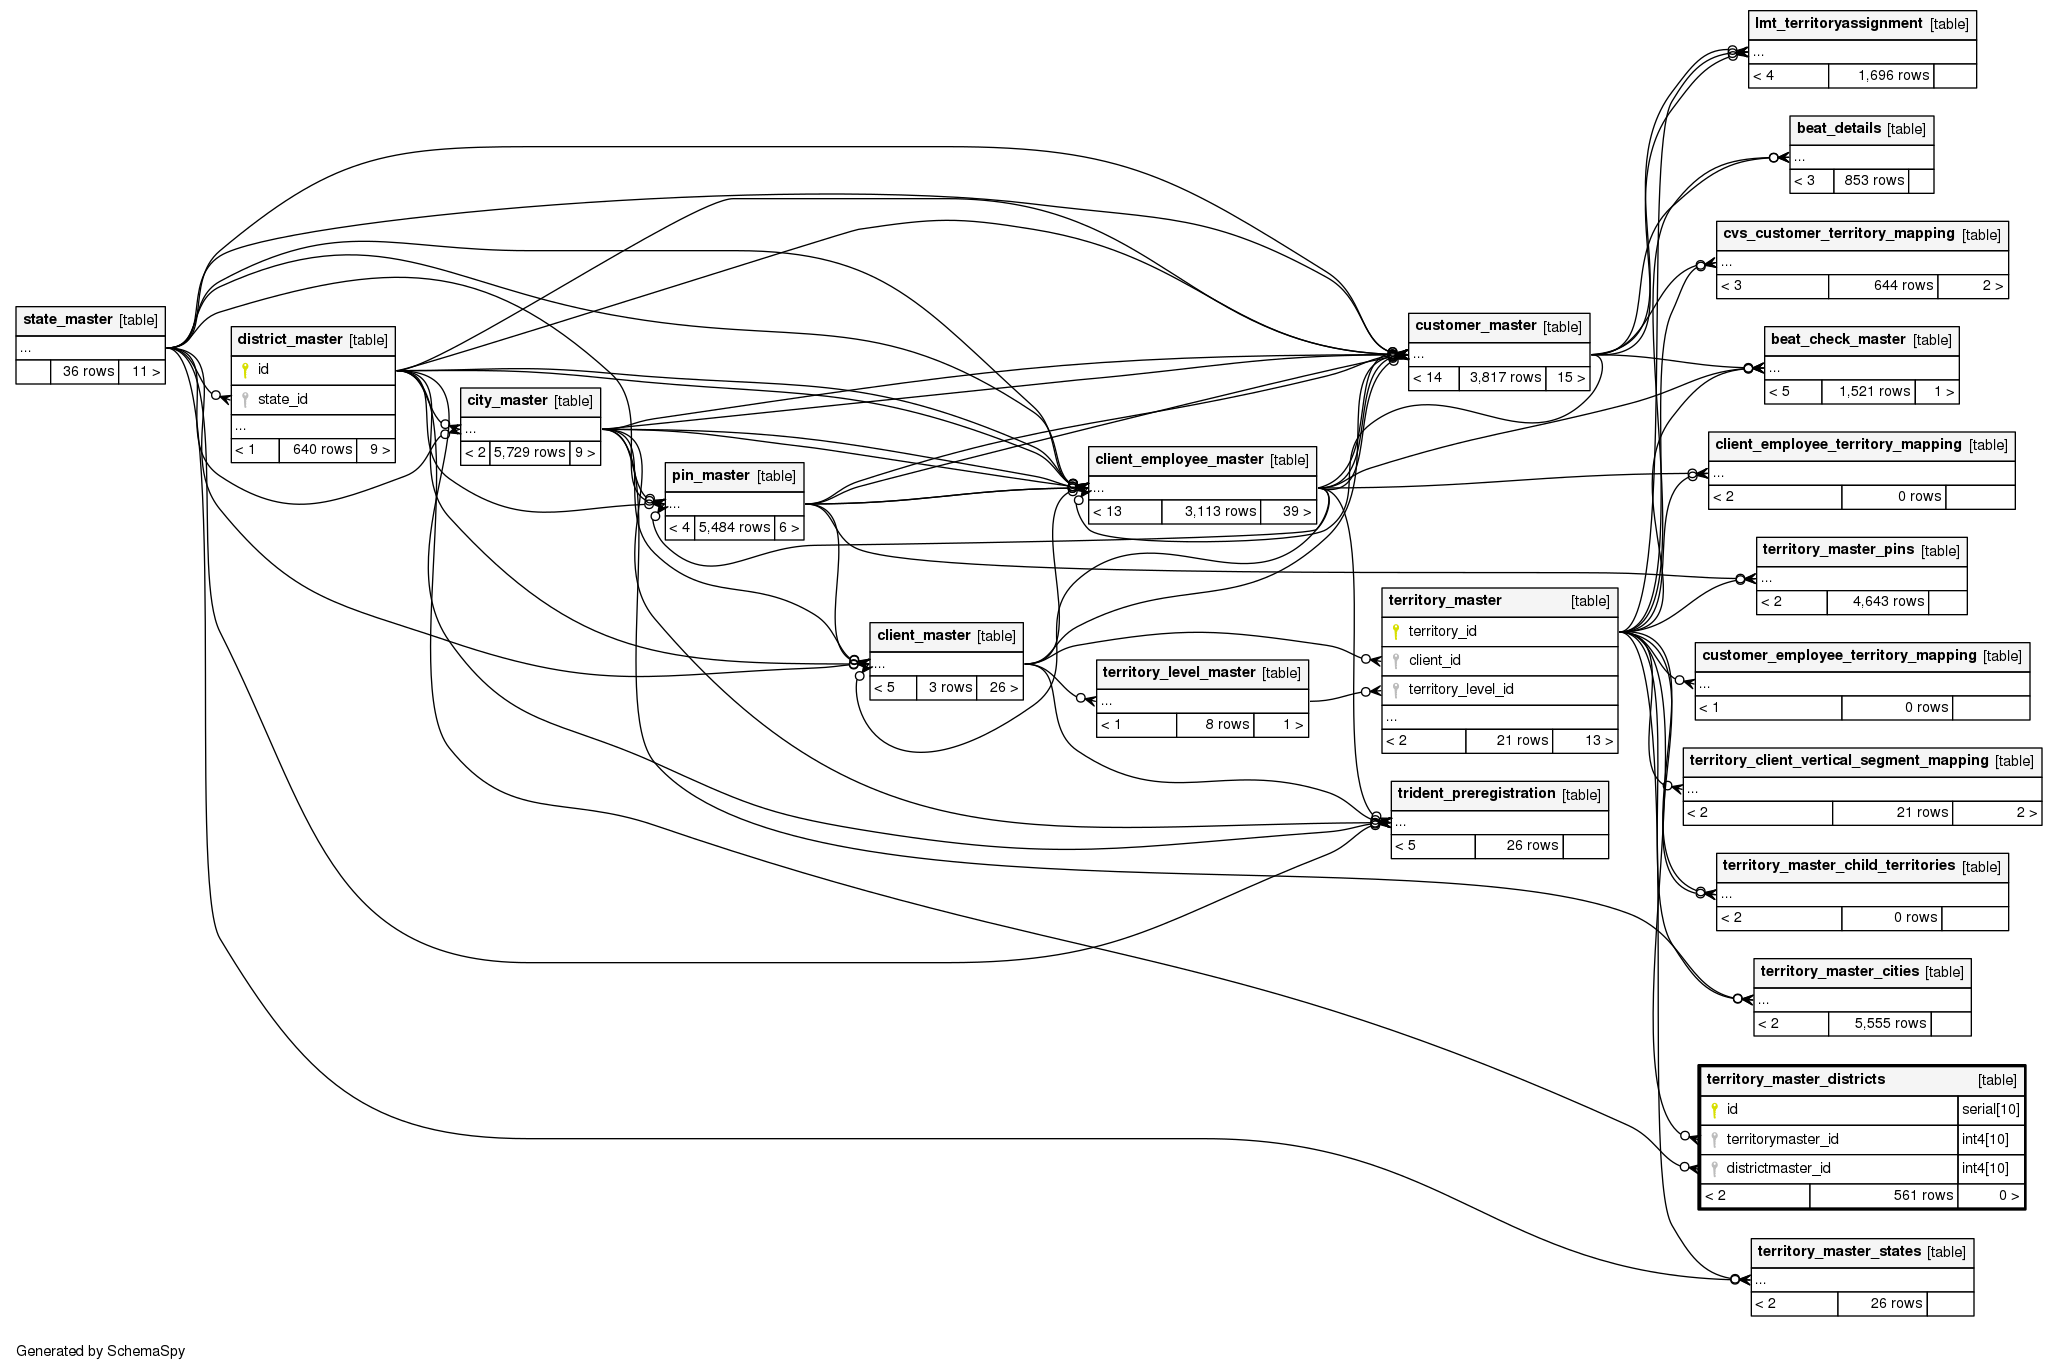 lmt_territoryassignment [table]
...
< 4 1,696 rows
beat_details [table]
...
< 3 853 rows
cvs_customer_territory_mapping [table]
...
< 3 644 rows 2 >
state_master [table]
...
36 rows 11 >
district_master [table]
id
state_id
...
< 1 640 rows 9 >
city_master [table]
...
< 2 5,729 rows 9 >
pin_master [table]
...
< 4 5,484 rows 6 >
client_employee_master [table]
...
< 13 3,113 rows 39 >
customer_master [table]
...
< 14 3,817 rows 15 >
beat_check_master [table]
...
< 5 1,521 rows 1 >
client_employee_territory_mapping [table]
...
< 2 0 rows
territory_master_pins [table]
...
< 2 4,643 rows
client_master [table]
...
< 5 3 rows 26 >
territory_level_master [table]
...
< 1 8 rows 1 >
territory_master [table]
territory_id
client_id
territory_level_id
...
< 2 21 rows 13 >
trident_preregistration [table]
...
< 5 26 rows
customer_employee_territory_mapping [table]
...
< 1 0 rows
territory_client_vertical_segment_mapping [table]
...
< 2 21 rows 2 >
territory_master_child_territories [table]
...
< 2 0 rows
territory_master_cities [table]
...
< 2 5,555 rows
territory_master_districts [table]
id serial[10]
territorymaster_id int4[10]
districtmaster_id int4[10]
< 2 561 rows 0 >
territory_master_states [table]
...
< 2 26 rows
Generated by SchemaSpy